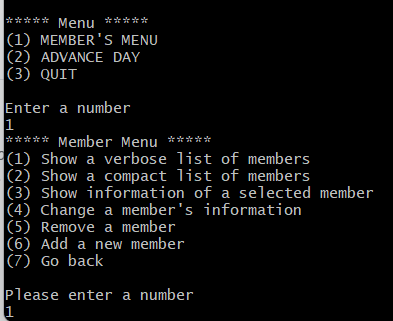 ***** Menu *****
(1) MEMBER'S MENU
(2) ADVANCE DAY
(3) QUIT
Enter a number
1
***** Member Menu *****
(1) Show a verbose list of members
(2) Show a compact list of members
(3) Show information of a selected member
(4) Change a member's information
(5) Remove a member
(6) Add a new member
(7) Go back
Please enter a number
1